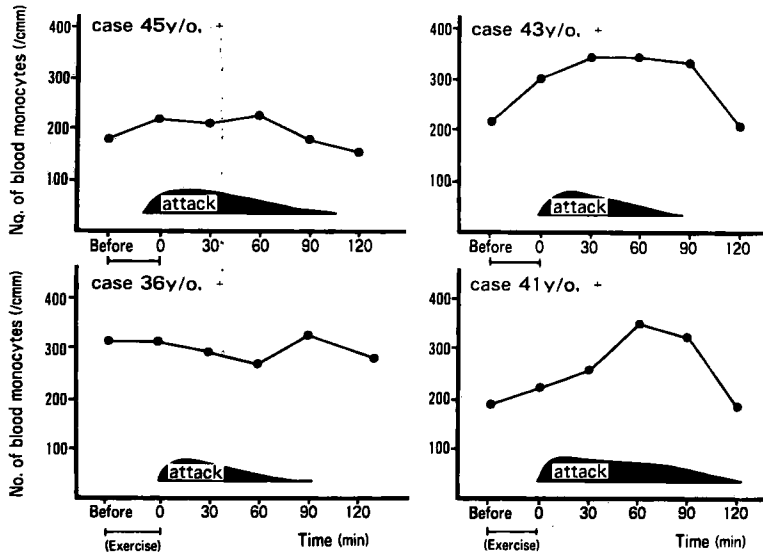 case 45y/o. +
No. of blood monocytes (/cmm)
400
300
200
100
attack
Before 0 30 60 90 120
case 43y/o. +
400
300
200
100
attack
Before 0 30 60 90 120
case 36y/o. +
No. of blood monocytes (/cmm)
400
300
200
100
attack
Before 0 30 60 90 120
(Exercise) Time (min)
case 41y/o. +
400
300
200
100
attack
Before 0 30 60 90 120
(Exercise) Time (min)